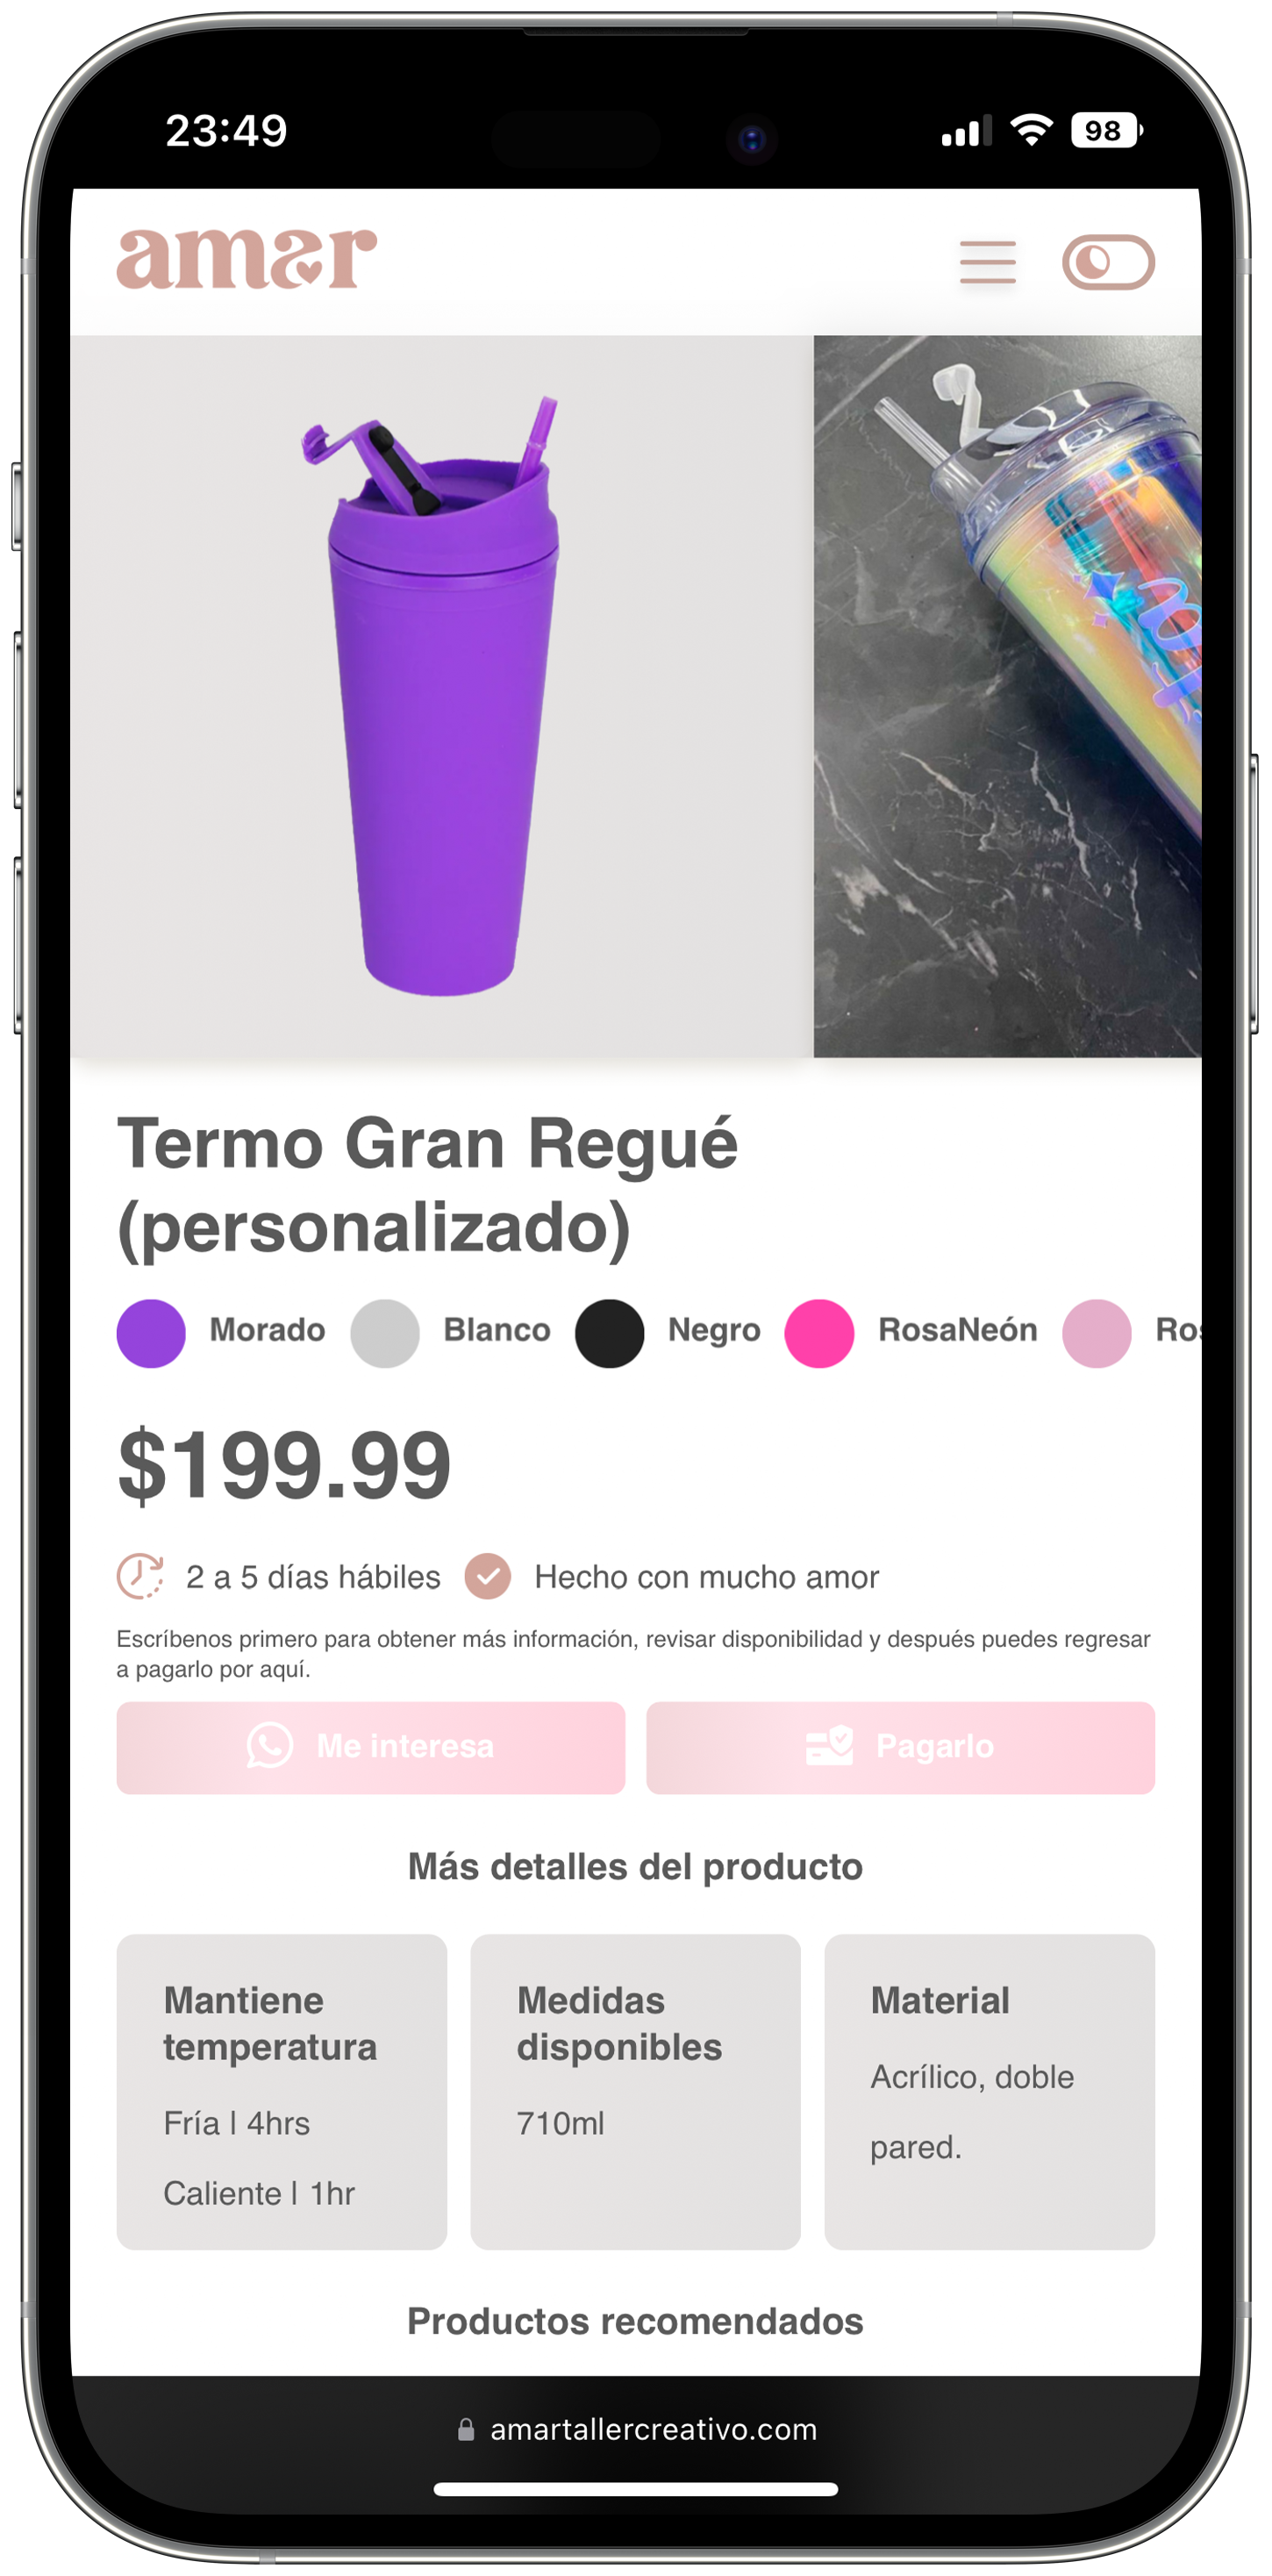 23:49
98
amar
Termo Gran Regué
(personalizado)
Morado Blanco Negro RosaNeón
$199.99
2 a 5 días hábiles Hecho con mucho amor
Escríbenos primero para obtener más información, revisar disponibilidad y después puedes regresar
a pagarlo por aquí.
Me interesa Pagarlo
Más detalles del producto
Mantiene
temperatura
Fría | 4hrs
Caliente | 1hr
Medidas
disponibles
710ml
Material
Acrílico, doble
pared.
Productos recomendados
amartallercreativo.com